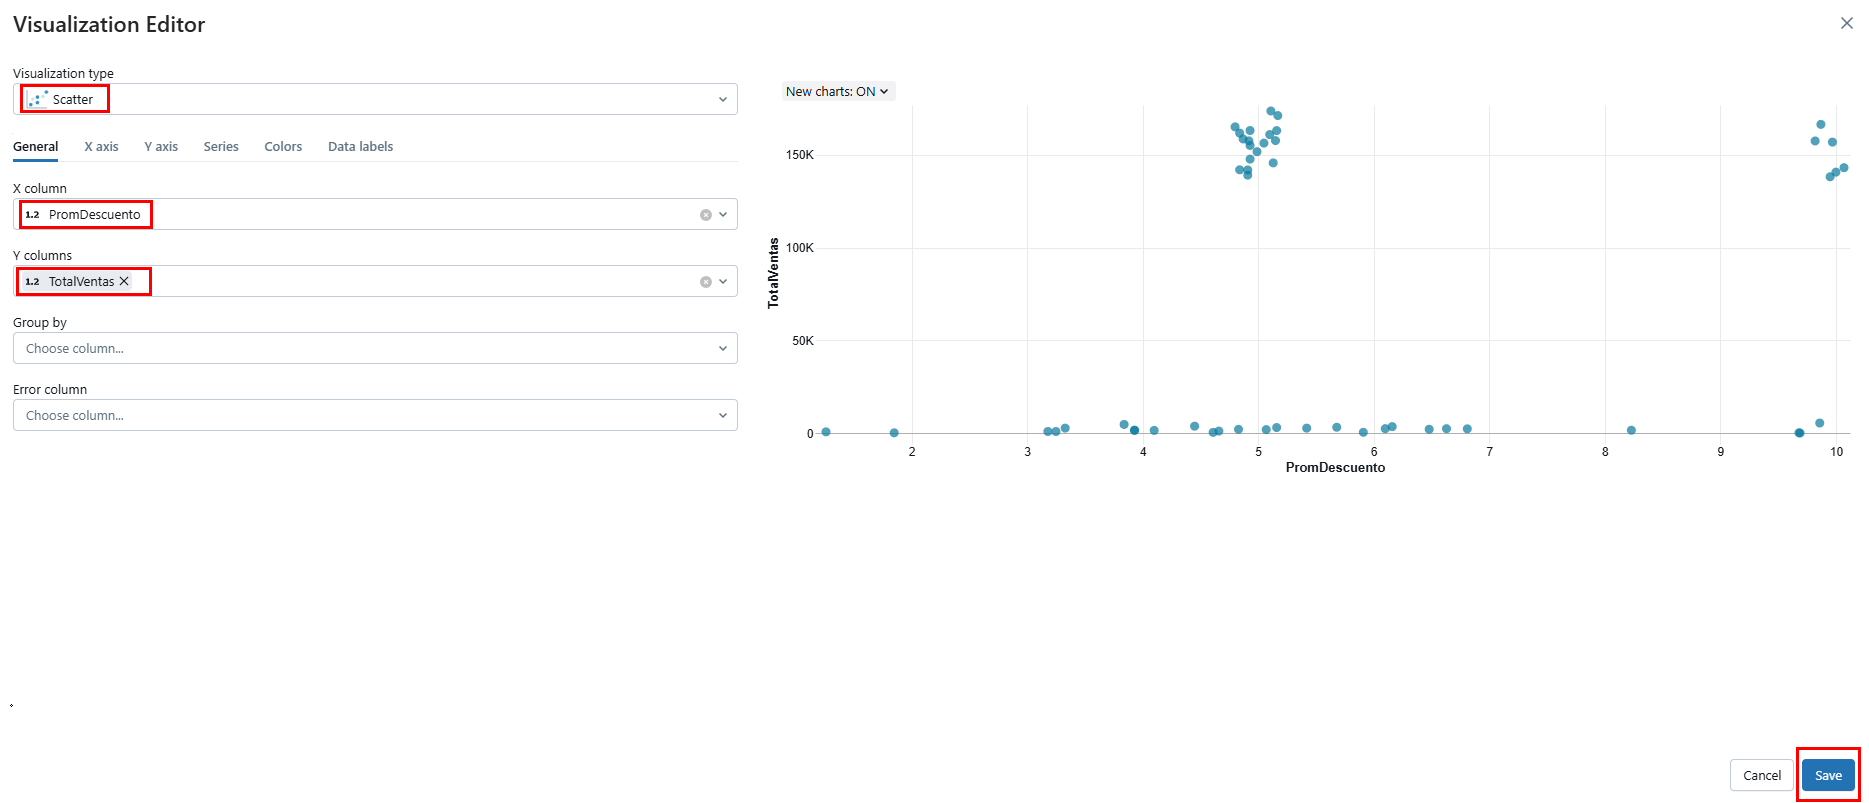 Visualization Editor
Visualization type
Scatter
General X axis Y axis Series Colors Data labels
X column
1.2 PromDescuento
Y columns
1.2 TotalVentas
Group by
Choose column...
Error column
Choose column...
New charts: ON
150K
100K
50K
0
TotalVentas
2 3 4 5 6 7 8 9 10
PromDescuento
Cancel Save